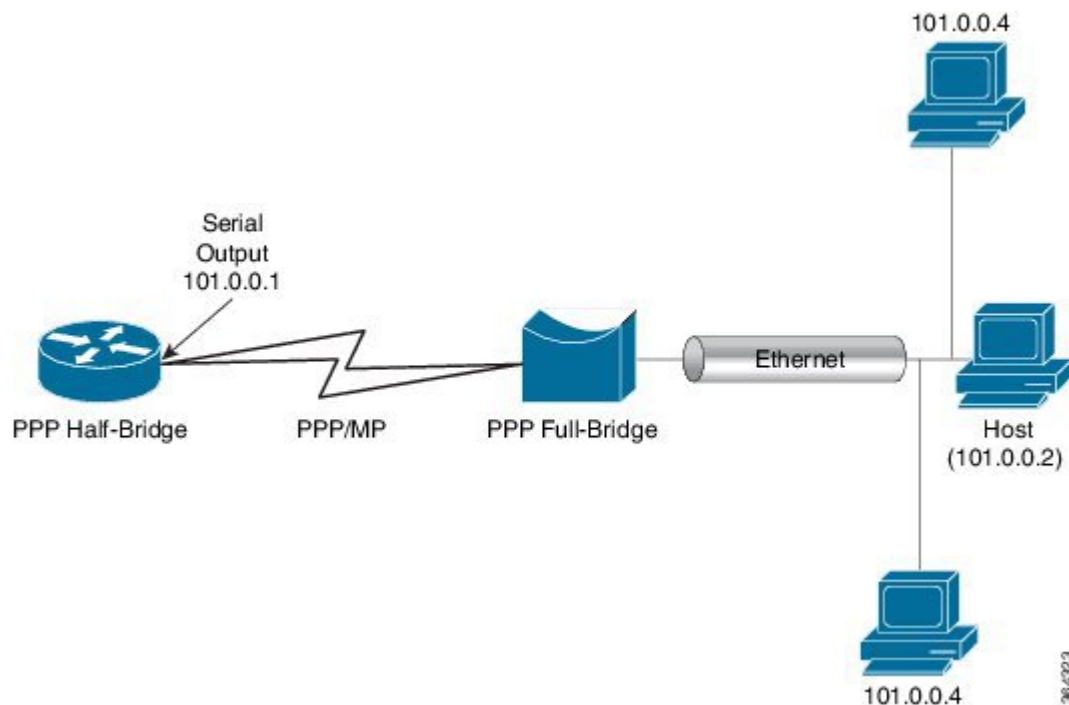 101.0.0.4
Serial
Output
101.0.0.1
Ethernet
PPP Half-Bridge
PPP/MP
PPP Full-Bridge
Host
(101.0.0.2)
101.0.0.4